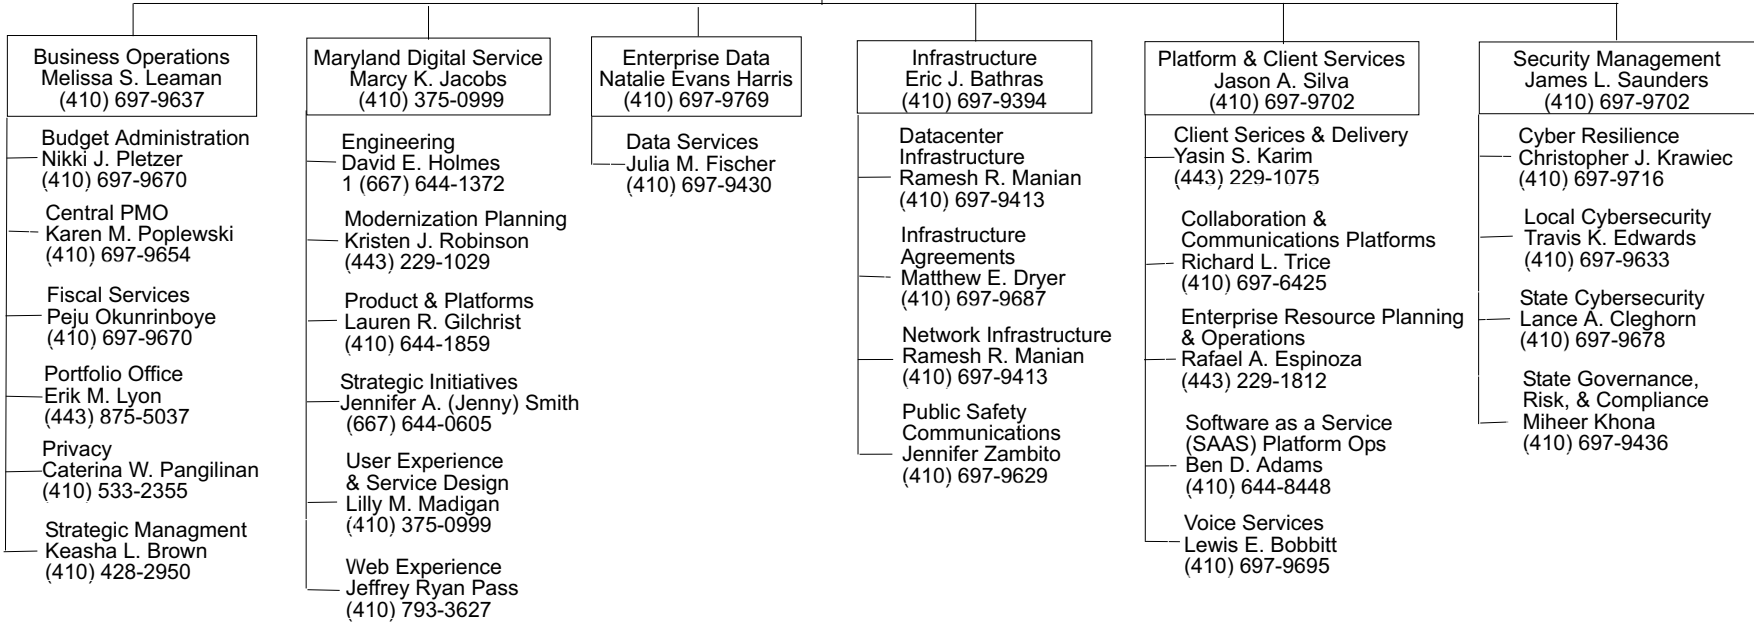 Business Operations
Melissa S. Leaman
(410) 697-9637
Budget Administration
Nikki J. Pletzer
(410) 697-9670
Central PMO
Karen M. Poplewski
(410) 697-9654
Fiscal Services
Peju Okunrinboye
(410) 697-9670
Portfolio Office
Erik M. Lyon
(443) 875-5037
Privacy
Caterina W. Pangilinan
(410) 533-2355
Strategic Managment
Keasha L. Brown
(410) 428-2950
Maryland Digital Service
Marcy K. Jacobs
(410) 375-0999
Engineering
David E. Holmes
1 (667) 644-1372
Modernization Planning
Kristen J. Robinson
(443) 229-1029
Product & Platforms
Lauren R. Gilchrist
(410) 644-1859
Strategic Initiatives
Jennifer A. (Jenny) Smith
(667) 644-0605
User Experience
& Service Design
Lilly M. Madigan
(410) 375-0999
Web Experience
Jeffrey Ryan Pass
(410) 793-3627
Enterprise Data
Natalie Evans Harris
(410) 697-9769
Data Services
Julia M. Fischer
(410) 697-9430
Infrastructure
Eric J. Bathras
(410) 697-9394
Datacenter
Infrastructure
Ramesh R. Manian
(410) 697-9413
Infrastructure
Agreements
Matthew E. Dryer
(410) 697-9687
Network Infrastructure
Ramesh R. Manian
(410) 697-9413
Public Safety
Communications
Jennifer Zambito
(410) 697-9629
Platform & Client Services
Jason A. Silva
(410) 697-9702
Client Serices & Delivery
Yasin S. Karim
(443) 229-1075
Collaboration &
Communications Platforms
Richard L. Trice
(410) 697-6425
Enterprise Resource Planning
& Operations
Rafael A. Espinoza
(443) 229-1812
Software as a Service
(SAAS) Platform Ops
Ben D. Adams
(410) 644-8448
Voice Services
Lewis E. Bobbitt
(410) 697-9695
Security Management
James L. Saunders
(410) 697-9702
Cyber Resilience
Christopher J. Krawiec
(410) 697-9716
Local Cybersecurity
Travis K. Edwards
(410) 697-9633
State Cybersecurity
Lance A. Cleghorn
(410) 697-9678
State Governance,
Risk, & Compliance
Miheer Khona
(410) 697-9436